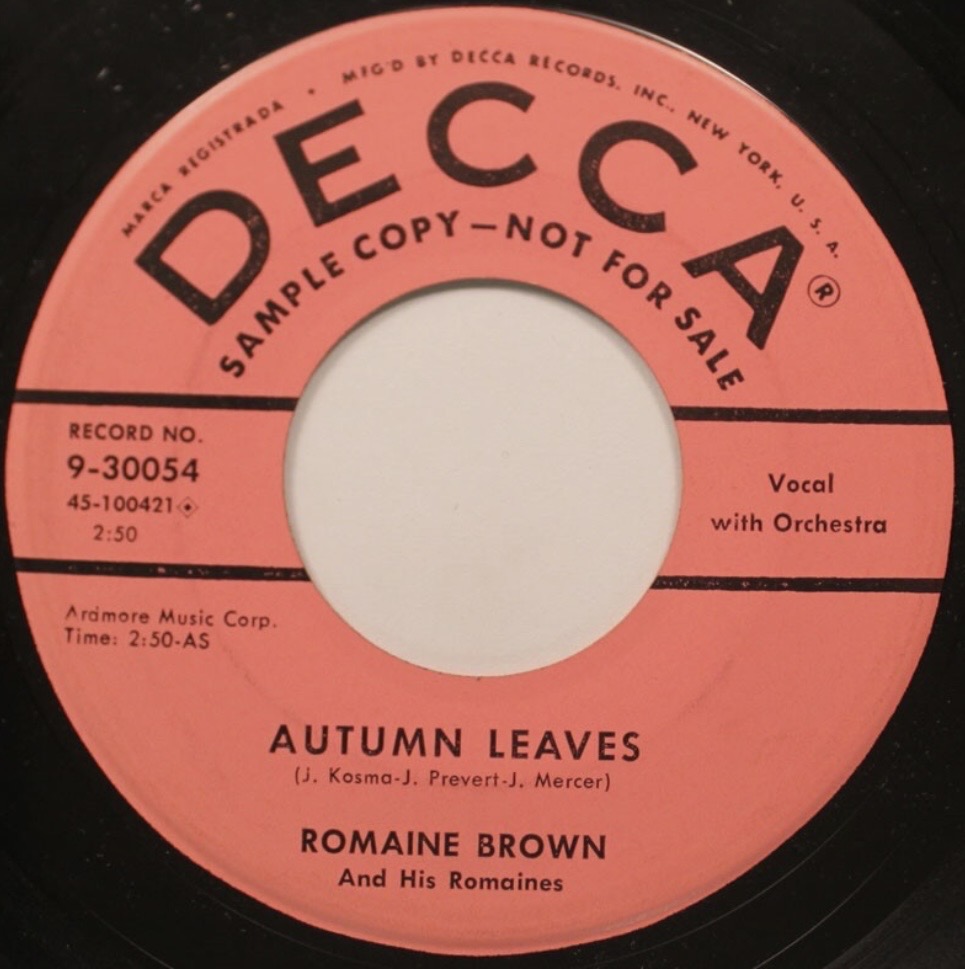 MARCA REGISTRADA • MFG'D BY DECCA RECORDS, INC., NEW YORK, U. S. A.
DECCA®
SAMPLE COPY—NOT FOR SALE
RECORD NO.
9-30054
45-100421
2:50
Vocal
with Orchestra
Ardmore Music Corp.
Time: 2:50-AS
AUTUMN LEAVES
(J. Kosma-J. Prevert-J. Mercer)
ROMAINE BROWN
And His Romaines